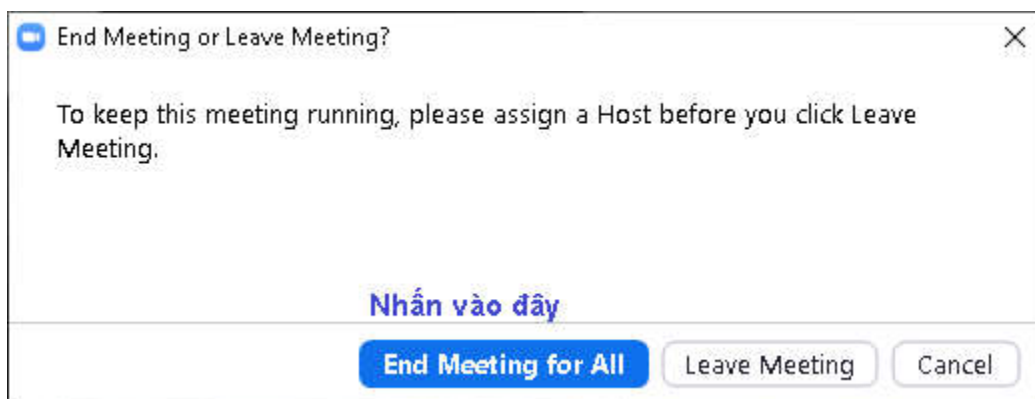 End Meeting or Leave Meeting?
To keep this meeting running, please assign a Host before you click Leave
Meeting.
Nhấn vào đây
End Meeting for All
Leave Meeting
Cancel